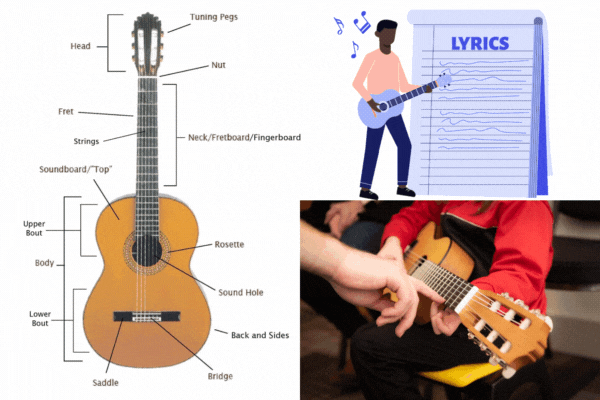 Tuning Pegs
Head
Nut
Fret
Strings
Neck/Fretboard/Fingerboard
Soundboard/"Top"
Upper
Bout
Rosette
Body
Sound Hole
Lower
Bout
Back and Sides
Bridge
Saddle
LYRICS